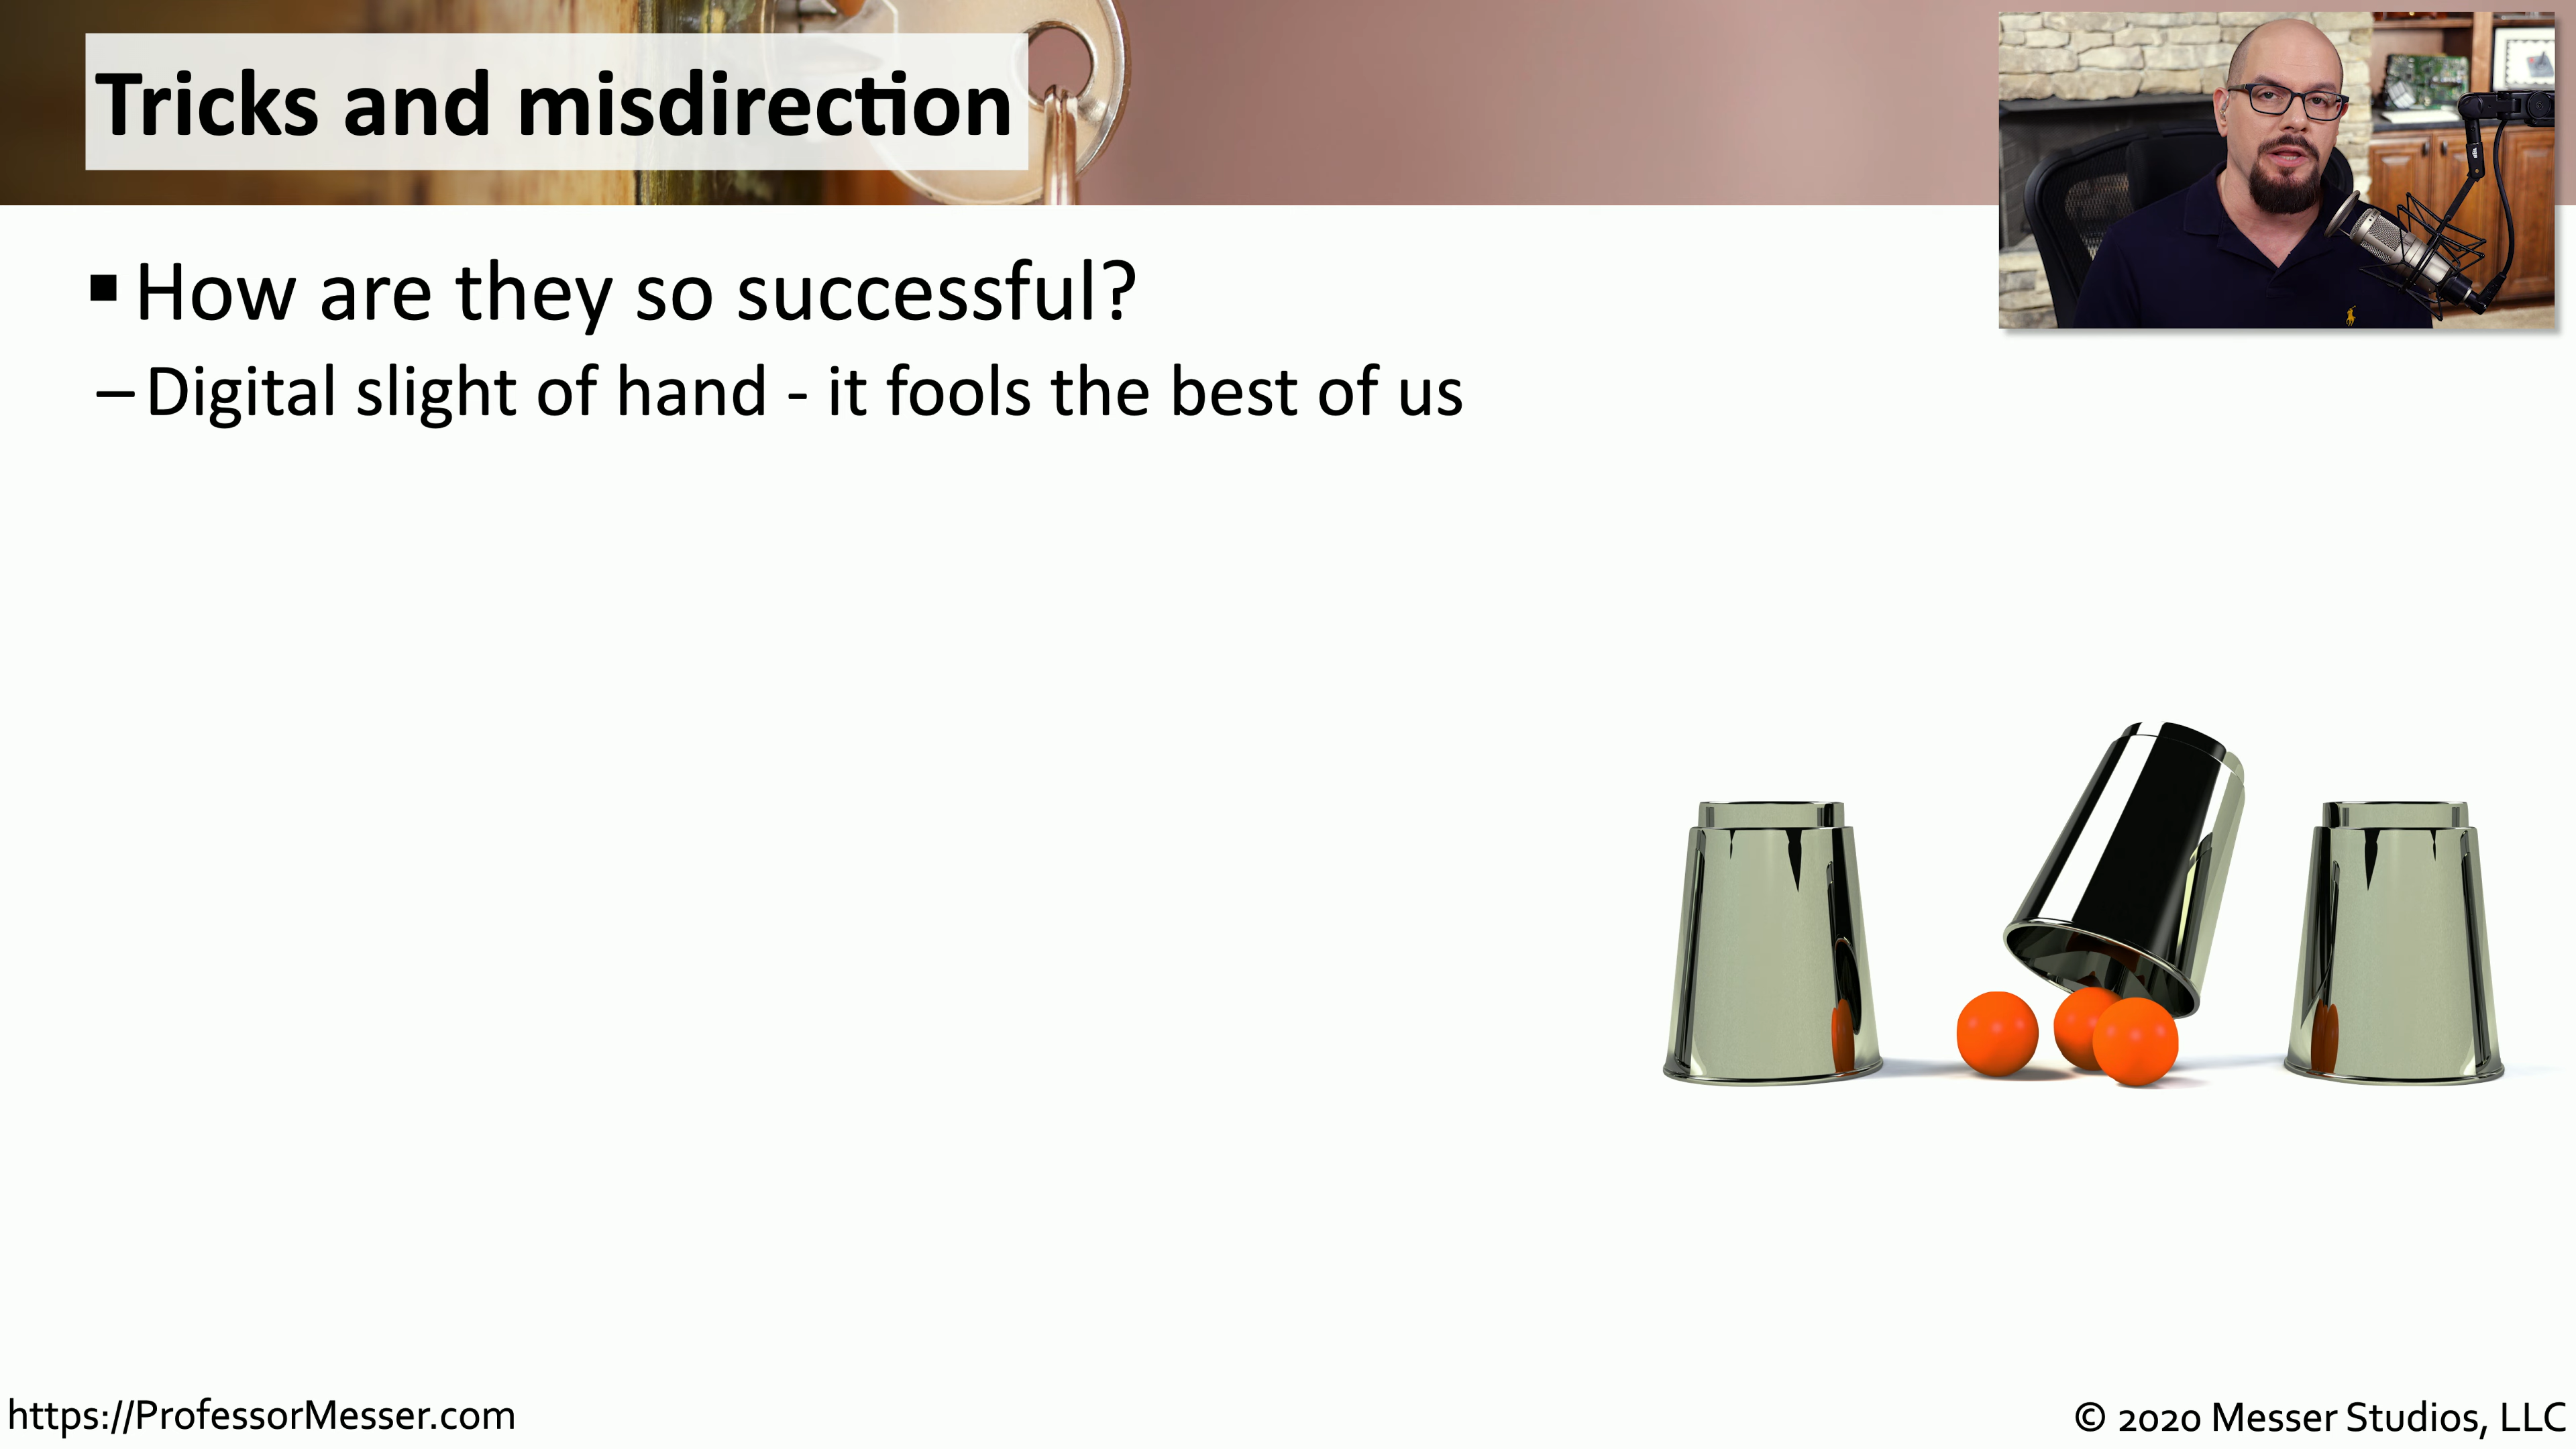 Tricks and misdirection
▪ How are they so successful?
– Digital slight of hand - it fools the best of us
https://ProfessorMesser.com
© 2020 Messer Studios, LLC